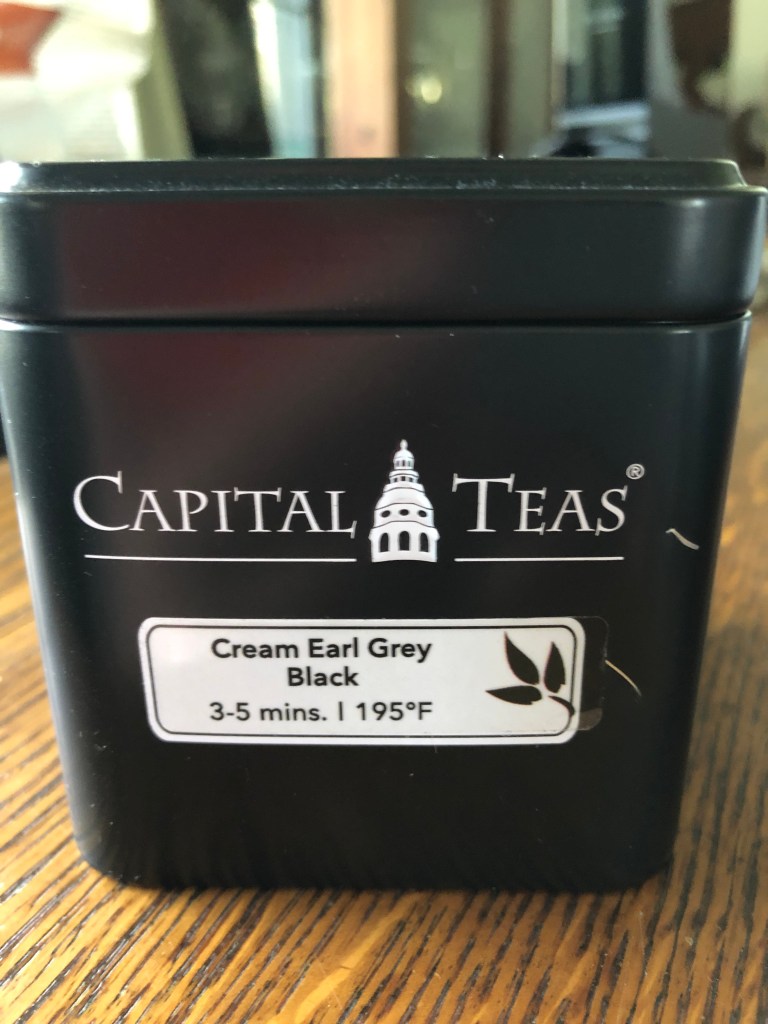 CAPITAL TEAS®
Cream Earl Grey
Black
3-5 mins. | 195°F